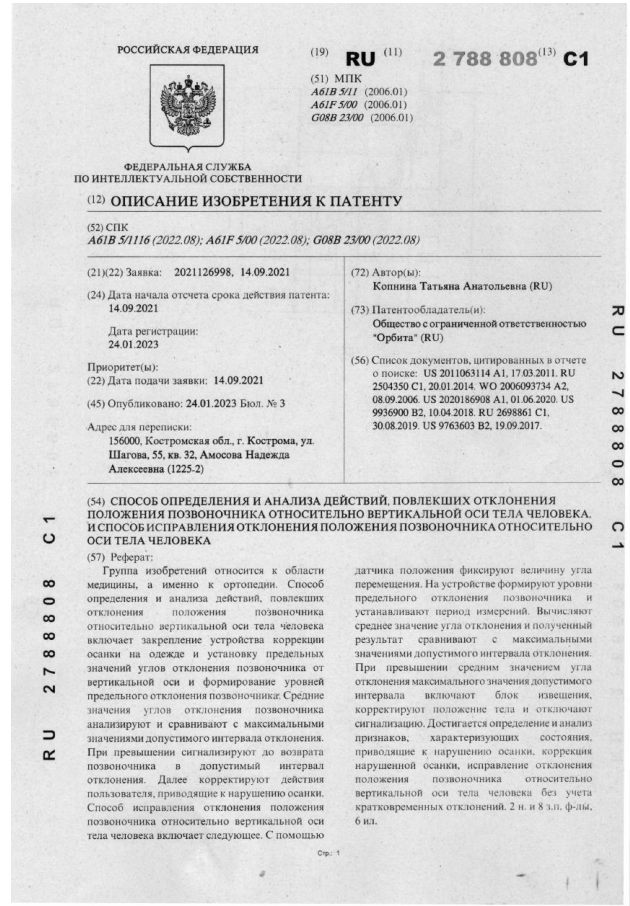 РОССИЙСКАЯ ФЕДЕРАЦИЯ
ФЕДЕРАЛЬНАЯ СЛУЖБА
ПО ИНТЕЛЛЕКТУАЛЬНОЙ СОБСТВЕННОСТИ
(19) RU (11) 2 788 808 (13) C1
(51) МПК
A61B 5/11 (2006.01)
A61F 5/00 (2006.01)
G08B 23/00 (2006.01)
(12) ОПИСАНИЕ ИЗОБРЕТЕНИЯ К ПАТЕНТУ
(52) СПК
A61B 5/1116 (2022.08); A61F 5/00 (2022.08); G08B 23/00 (2022.08)
(21)(22) Заявка: 2021126998, 14.09.2021
(24) Дата начала отсчета срока действия патента:
14.09.2021
Дата регистрации:
24.01.2023
Приоритет(ы):
(22) Дата подачи заявки: 14.09.2021
(45) Опубликовано: 24.01.2023 Бюл. № 3
Адрес для переписки:
156000, Костромская обл., г. Кострома, ул.
Шагова, 55, кв. 32, Амосова Надежда
Алексеевна (1225-2)
(72) Автор(ы):
Копнина Татьяна Анатольевна (RU)
(73) Патентообладатель(и):
Общество с ограниченной ответственностью
"Орбита" (RU)
(56) Список документов, цитированных в отчете
о поиске: US 2011063114 A1, 17.03.2011. RU
2504350 C1, 20.01.2014. WO 2006093734 A2,
08.09.2006. US 2020186908 A1, 01.06.2020. US
9936900 B2, 10.04.2018. RU 2698861 C1,
30.08.2019. US 9763603 B2, 19.09.2017.
(54) СПОСОБ ОПРЕДЕЛЕНИЯ И АНАЛИЗА ДЕЙСТВИЙ, ПОВЛЕКШИХ ОТКЛОНЕНИЯ
ПОЛОЖЕНИЯ ПОЗВОНОЧНИКА ОТНОСИТЕЛЬНО ВЕРТИКАЛЬНОЙ ОСИ ТЕЛА ЧЕЛОВЕКА,
И СПОСОБ ИСПРАВЛЕНИЯ ОТКЛОНЕНИЯ ПОЛОЖЕНИЯ ПОЗВОНОЧНИКА ОТНОСИТЕЛЬНО
ОСИ ТЕЛА ЧЕЛОВЕКА
(57) Реферат:
Группа изобретений относится к области
медицины, а именно к ортопедии. Способ
определения и анализа действий, повлекших
отклонения положения позвоночника
относительно вертикальной оси тела человека
включает закрепление устройства коррекции
осанки на одежде и установку предельных
значений углов отклонения позвоночника от
вертикальной оси и формирование уровней
предельного отклонения позвоночника. Средние
значения углов отклонения позвоночника
анализируют и сравнивают с максимальными
значениями допустимого интервала отклонения.
При превышении сигнализируют до возврата
позвоночника в допустимый интервал
отклонения. Далее корректируют действия
пользователя, приводящие к нарушению осанки.
Способ исправления отклонения положения
позвоночника относительно вертикальной оси
тела человека включает следующее. С помощью
датчика положения фиксируют величину угла
перемещения. На устройстве формируют уровни
предельного отклонения позвоночника и
устанавливают период измерений. Вычисляют
среднее значение угла отклонения и полученный
результат сравнивают с максимальными
значениями допустимого интервала отклонения.
При превышении средним значением угла
отклонения максимального значения допустимого
интервала включают блок извещения,
корректируют положение тела и отключают
сигнализацию. Достигается определение и анализ
признаков, характеризующих состояния,
приводящие к нарушению осанки, коррекция
нарушенной осанки, исправление отклонения
положения позвоночника относительно
вертикальной оси тела человека без учета
кратковременных отклонений. 2 н. и 8 з.п. ф-лы,
6 ил.
Стр.: 1
RU 2788808 C1
RU 2788808 C1